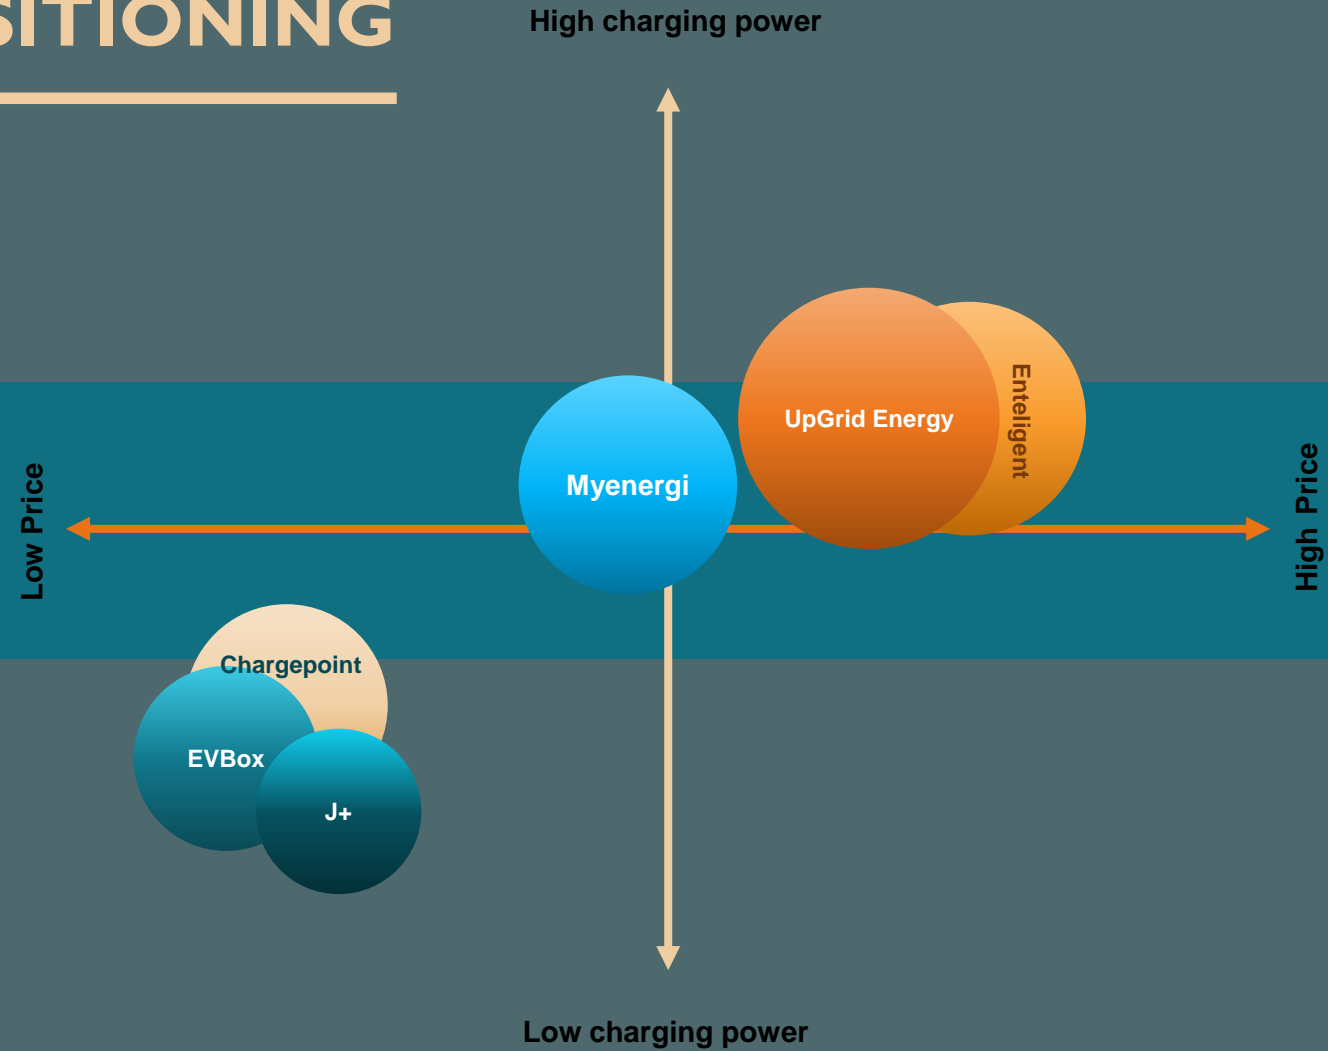 SITIONING
High charging power
Enteligent
UpGrid Energy
Myenergi
Low Price
High Price
Chargepoint
EVBox
J+
Low charging power